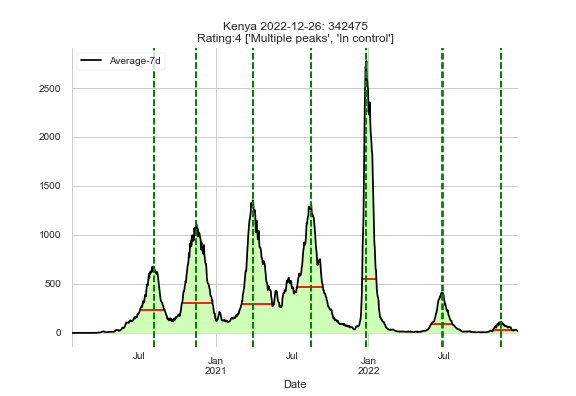 Kenya 2022-12-26: 342475
Rating:4 ['Multiple peaks', 'In control']
Average-7d
2500
2000
1500
1000
500
0
Jul
Jan
2021
Jul
Jan
2022
Jul
Date